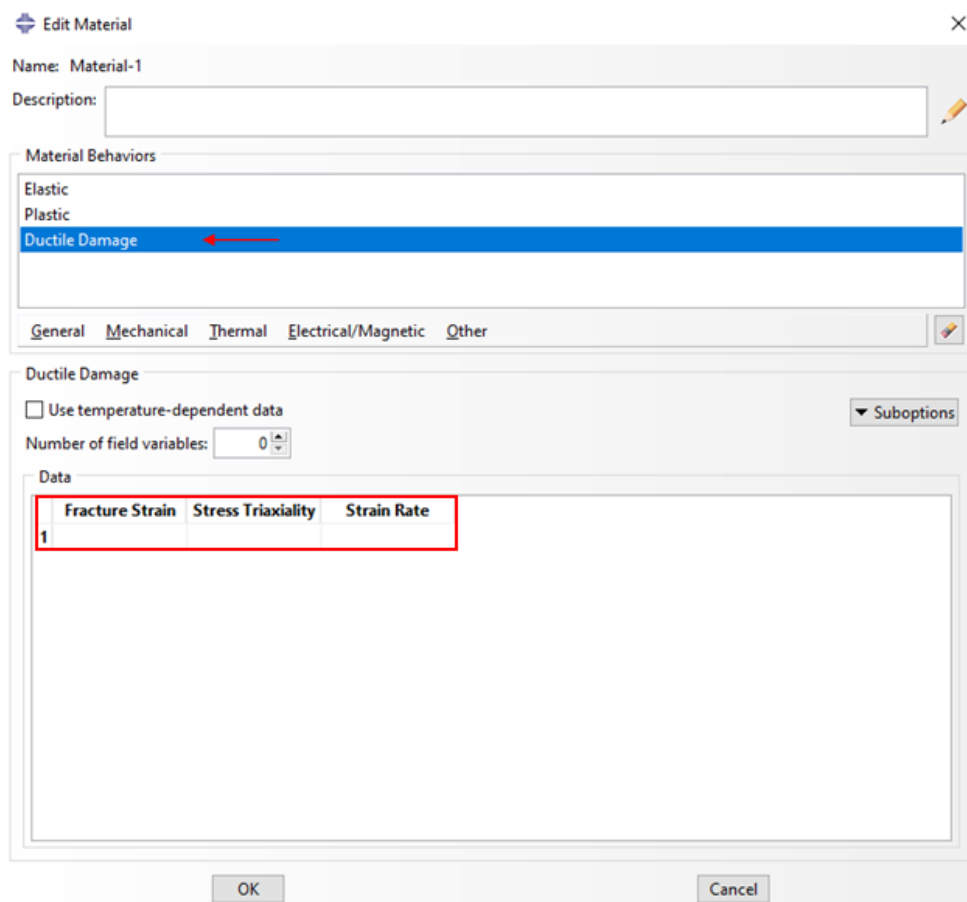 Edit Material
Name: Material-1
Description:
Material Behaviors
Elastic
Plastic
Ductile Damage
General Mechanical Thermal Electrical/Magnetic Other
Ductile Damage
Use temperature-dependent data
Suboptions
Number of field variables: 0
Data
Fracture Strain Stress Triaxiality Strain Rate
1
OK Cancel